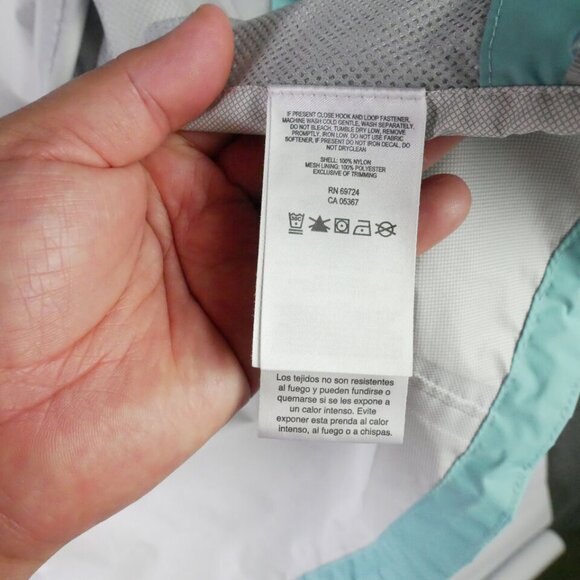 IF PRESENT CLOSE HOOK AND LOOP FASTENER,
MACHINE WASH COLD GENTLE, WASH SEPARATELY,
DO NOT BLEACH, TUMBLE DRY LOW, REMOVE
PROMPTLY, IRON LOW. DO NOT USE FABRIC
SOFTENER, IF PRESENT DO NOT IRON DECAL, DO
NOT DRYCLEAN
SHELL: 100% NYLON
MESH LINING: 100% POLYESTER
EXCLUSIVE OF TRIMMING
RN 69724
CA 05367
30C
Los tejidos no son resistentes
al fuego y pueden fundirse o
quemarse si se les expone a
un calor intenso. Evite
exponer esta prenda al calor
intenso, al fuego o a chispas.